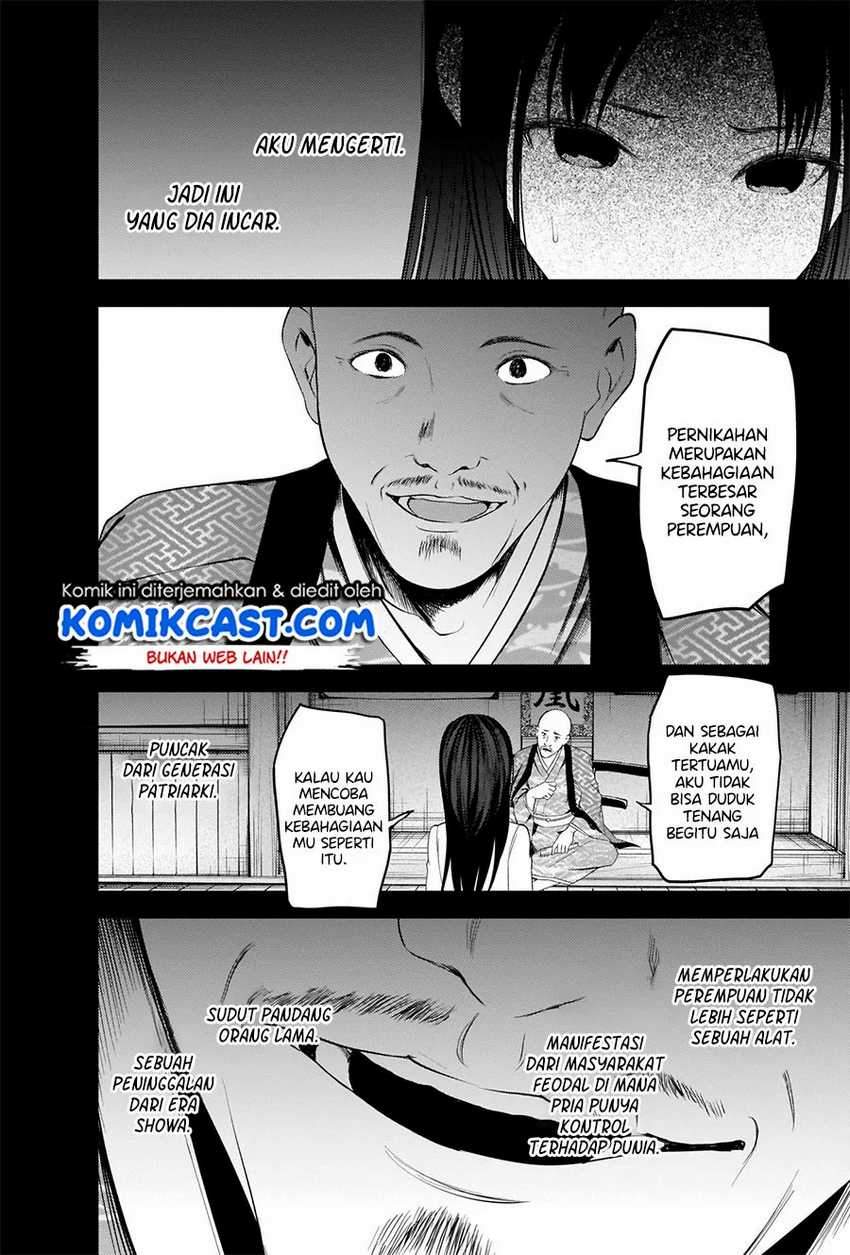 AKU MENGERTI.
JADI INI
YANG DIA INCAR.
PERNIKAHAN
MERUPAKAN
KEBAHAGIAAN
TERBESAR
SEORANG
PEREMPUAN,
Komik ini diterjemahkan & diedit oleh
KOMIKCAST.COM
BUKAN WEB LAIN!!
凰
DAN SEBAGAI
KAKAK
TERTUAMU,
AKU TIDAK
BISA DUDUK
TENANG
BEGITU SAJA
KALAU KAU
MENCOBA
MEMBUANG
KEBAHAGIAAN
MU SEPERTI
ITU.
PUNCAK
DARI GENERASI
PATRIARKI.
MEMPERLAKUKAN
PEREMPUAN TIDAK
LEBIH SEPERTI
SEBUAH ALAT.
MANIFESTASI
DARI MASYARAKAT
FEODAL DI MANA
PRIA PUNYA
KONTROL
TERHADAP DUNIA.
SUDUT PANDANG
ORANG LAMA.
SEBUAH
PENINGGALAN
DARI ERA
SHOWA.